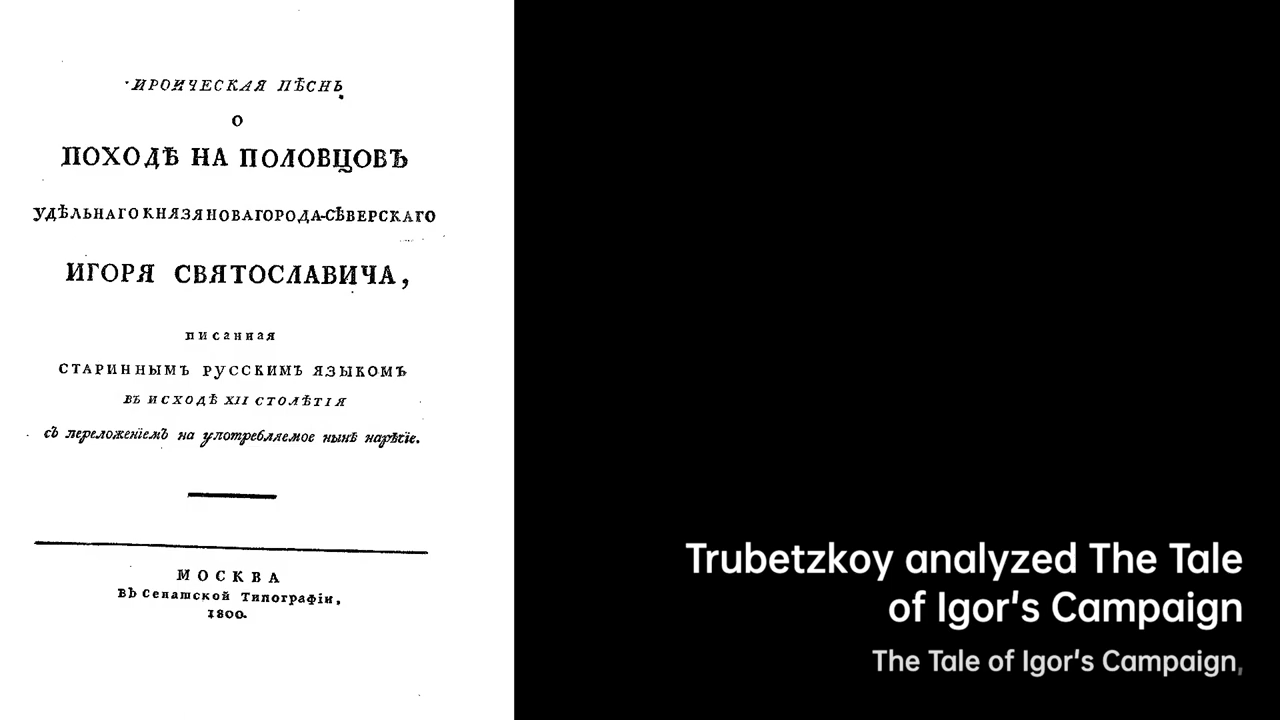 ИРОИЧЕСКАЯ ПѢСНЬ
О
ПОХОДѢ НА ПОЛОВЦОВЪ
УДѢЛЬНАГО КНЯЗЯ НОВАГОРОДА-СѢВЕРСКАГО
ИГОРЯ СВЯТОСЛАВИЧА,
писанная
СТАРИННЫМЪ РУССКИМЪ ЯЗЫКОМЪ
ВЪ ИСХОДѢ XII СТОЛѢТІЯ
съ переложеніемъ на употребляемое нынѣ нарѣчіе.
МОСКВА
Въ Сенатской Типографіи,
1800.
Trubetzkoy analyzed The Tale
of Igor's Campaign
The Tale of Igor's Campaign,